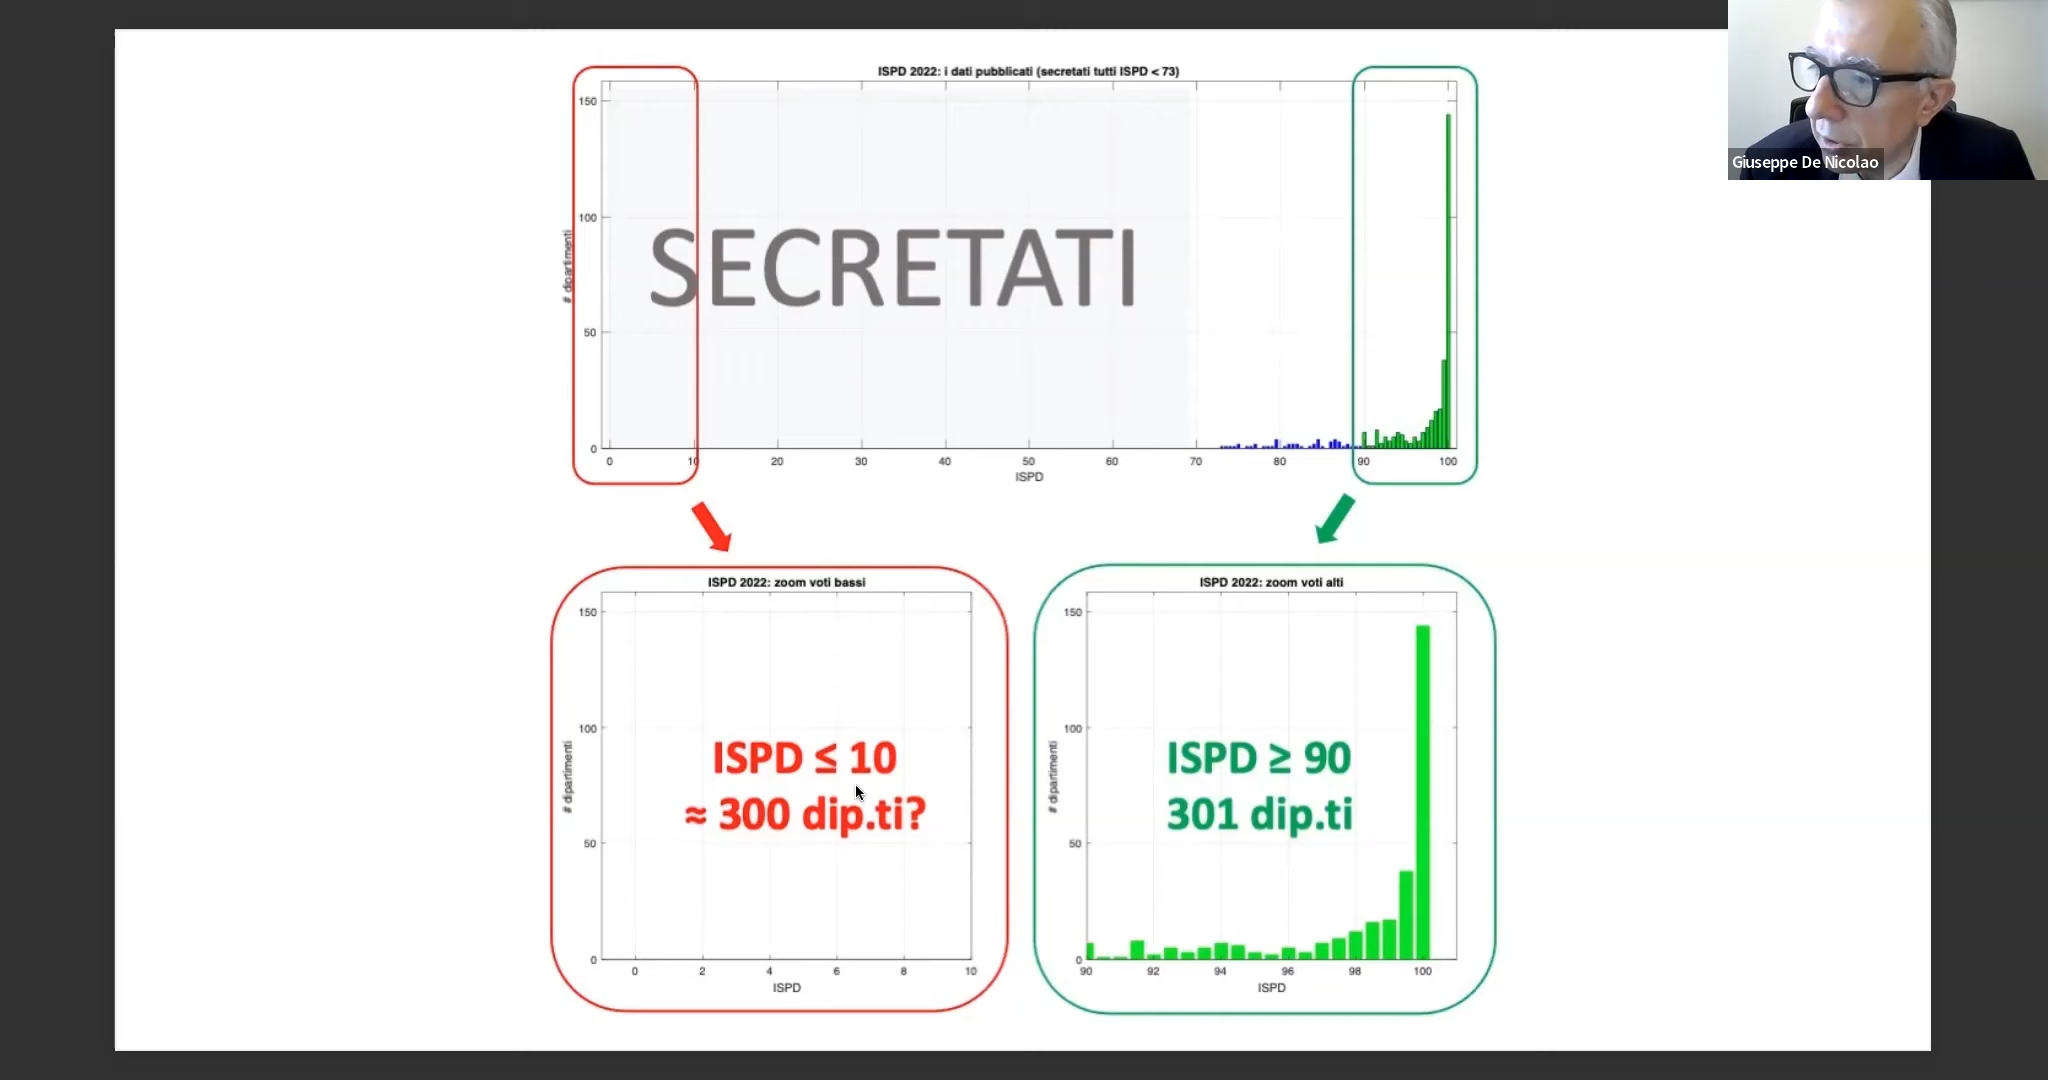 ISPD 2022: i dati pubblicati (secretati tutti ISPD < 73)
Giuseppe De Nicolao
150
100
50
0
# dipartimenti
SECRETATI
0 10 20 30 40 50 60 70 80 90 100
ISPD
ISPD 2022: zoom voti bassi
150
100
50
0
# dipartimenti
ISPD ≤ 10
≈ 300 dip.ti?
0 2 4 6 8 10
ISPD
ISPD 2022: zoom voti alti
150
100
50
0
# dipartimenti
ISPD ≥ 90
301 dip.ti
90 92 94 96 98 100
ISPD